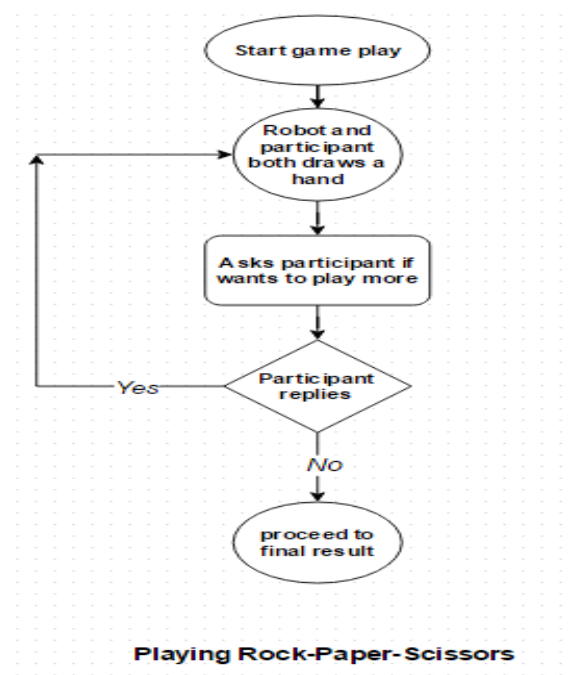 Start game play
Robot and
participant
both draws a
hand
Asks participant if
wants to play more
Participant
replies
Yes
No
proceed to
final result
Playing Rock-Paper-Scissors